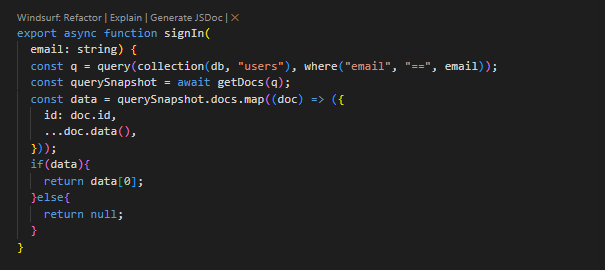 Windsurf: Refactor | Explain | Generate JSDoc | ×
export async function signIn(
  email: string) {
  const q = query(collection(db, "users"), where("email", "==", email));
  const querySnapshot = await getDocs(q);
  const data = querySnapshot.docs.map((doc) => ({
    id: doc.id,
    ...doc.data(),
  }));
  if(data){
    return data[0];
  }else{
    return null;
  }
}